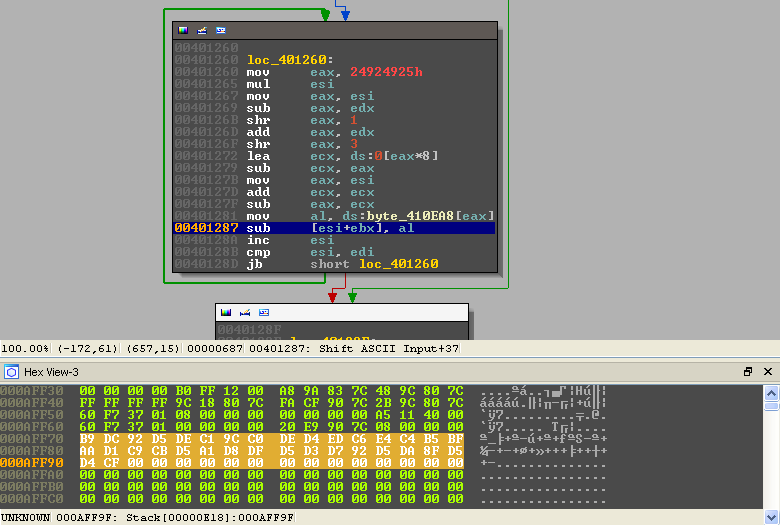 00401260
00401260 loc_401260:
00401260 mov eax, 24924925h
00401265 mul esi
00401267 mov eax, esi
00401269 sub eax, edx
0040126B shr eax, 1
0040126D add eax, edx
0040126F shr eax, 3
00401272 lea ecx, ds:0[eax*8]
00401279 sub ecx, eax
0040127B mov eax, esi
0040127D add ecx, ecx
0040127F sub eax, ecx
00401281 mov al, ds:byte_410EA8[eax]
00401287 sub [esi+ebx], al
0040128A inc esi
0040128B cmp esi, edi
0040128D jb short loc_401260
0040128F
100.00% (-172,61) (657,15) 00000687 00401287: Shift ASCII Input+37
Hex View-3
000AFF30 00 00 00 00 B0 FF 12 00 A8 9A 83 7C 48 9C 80 7C
000AFF40 FF FF FF FF 9C 18 80 7C FA CF 90 7C 2B 9C 80 7C
000AFF50 60 F7 37 01 08 00 00 00 00 00 00 00 A5 11 40 00
000AFF60 60 F7 37 01 00 00 00 00 20 E9 90 7C 08 00 00 00
000AFF70 B9 DC 92 D5 DE C1 9C C0 DE D4 ED C6 E4 C4 B5 BF
000AFF80 AA D1 C9 CB D5 A1 D8 DF D5 D3 D7 92 D5 DA 8F D5
000AFF90 D4 CF 00 00 00 00 00 00 00 00 00 00 00 00 00 00
000AFFA0 00 00 00 00 00 00 00 00 00 00 00 00 00 00 00 00
000AFFB0 00 00 00 00 00 00 00 00 00 00 00 00 00 00 00 00
000AFFC0 00 00 00 00 00 00 00 00 00 00 00 00 00 00 00 00
UNKNOWN 000AFF9F: Stack[00000E18]:000AFF9F